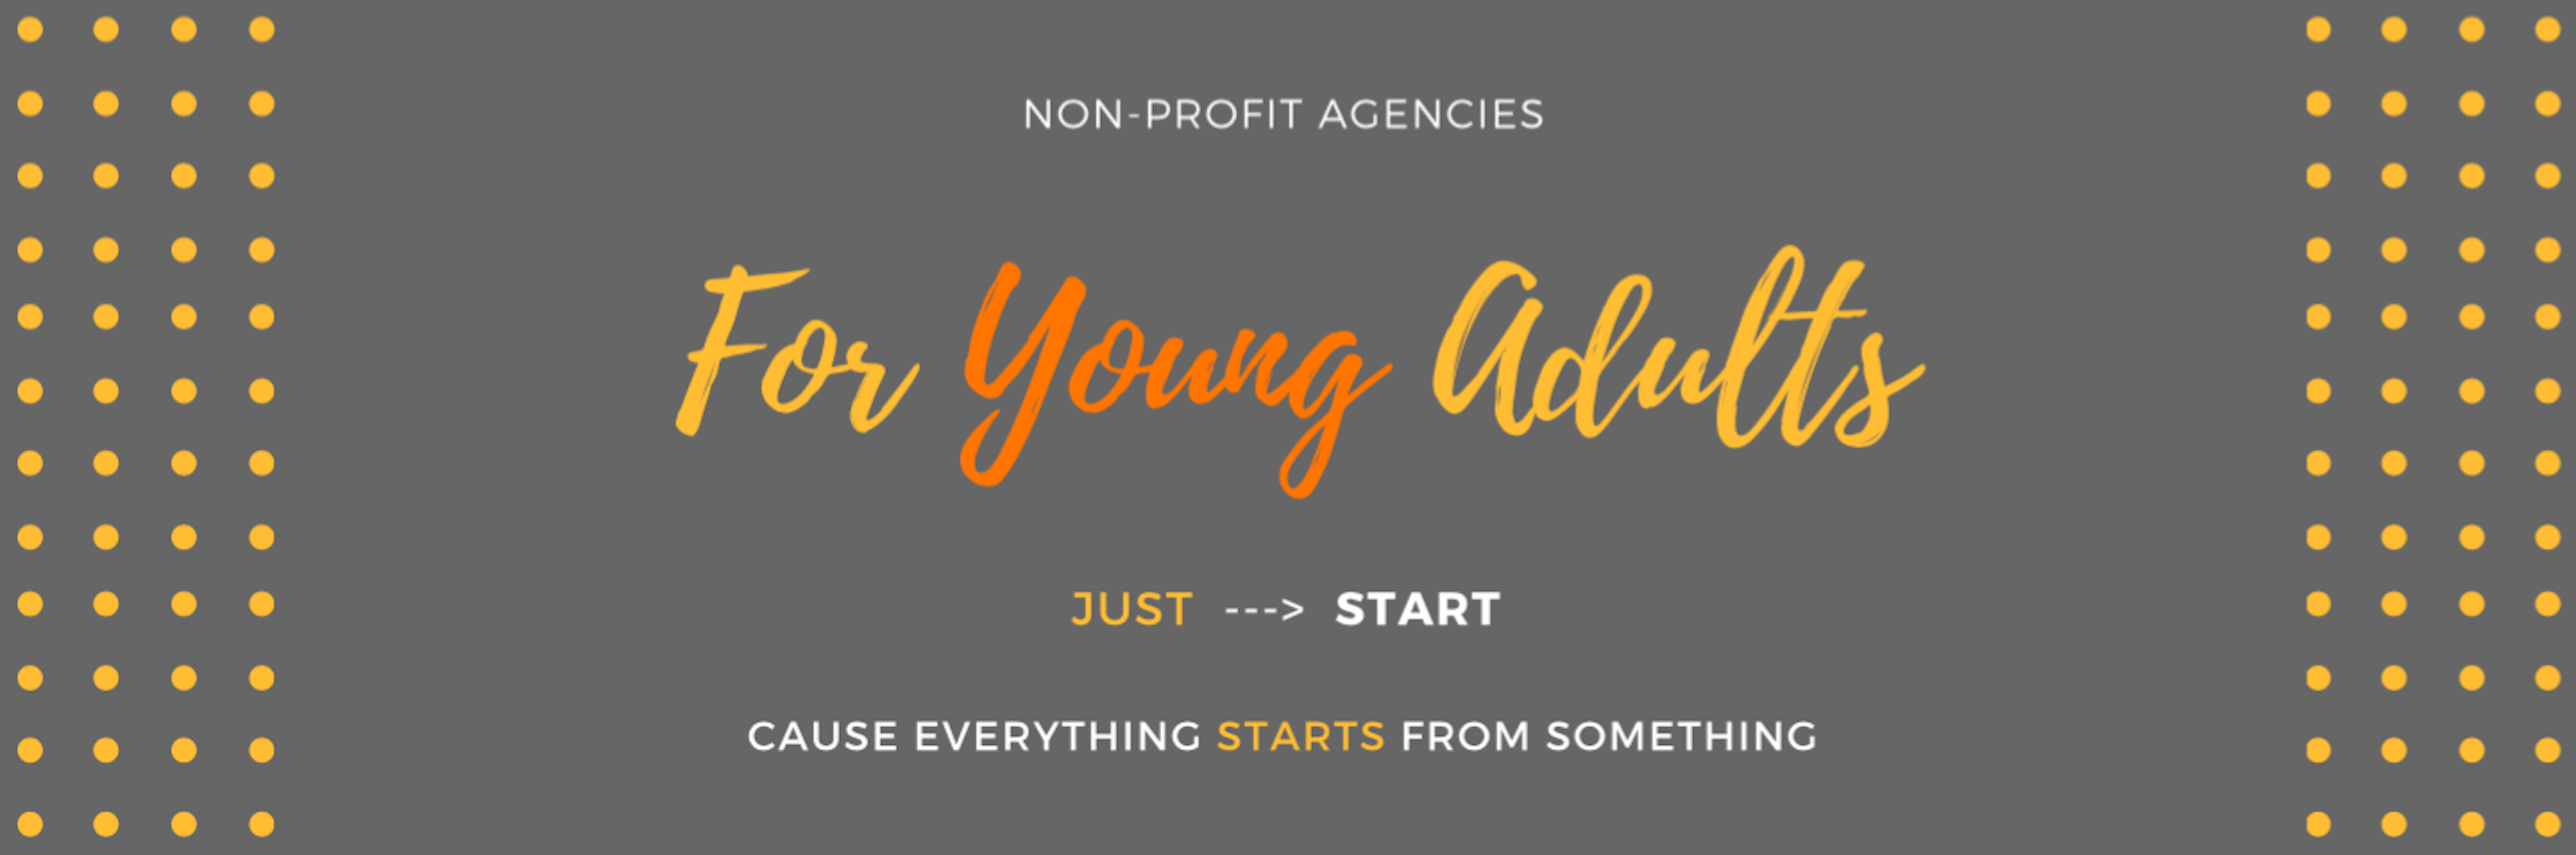 NON-PROFIT AGENCIES
For Young Adults
JUST ---> START
CAUSE EVERYTHING STARTS FROM SOMETHING